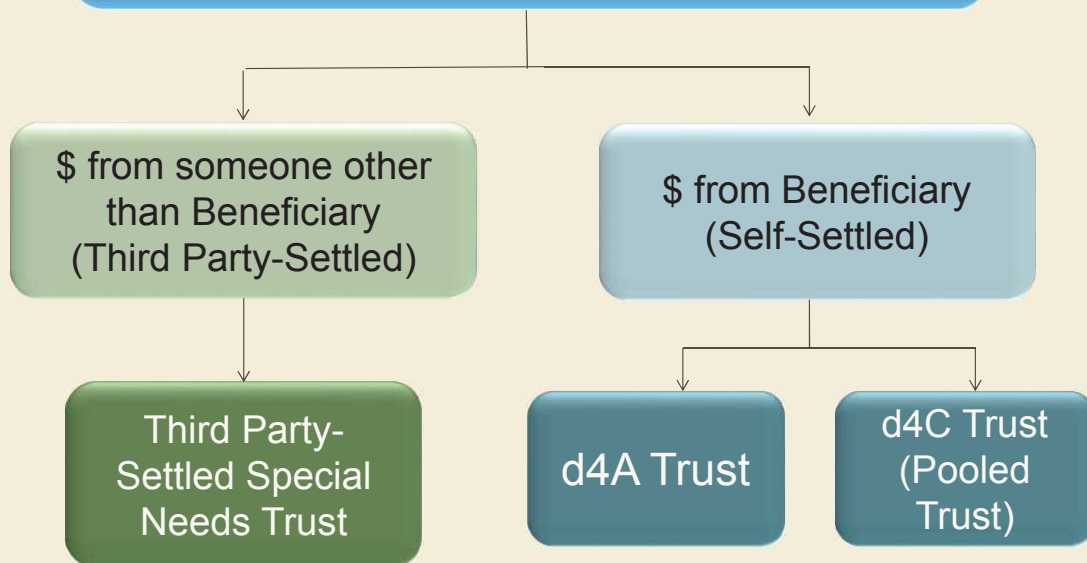 $ from someone other
than Beneficiary
(Third Party-Settled)
$ from Beneficiary
(Self-Settled)
Third Party-
Settled Special
Needs Trust
d4A Trust
d4C Trust
(Pooled
Trust)